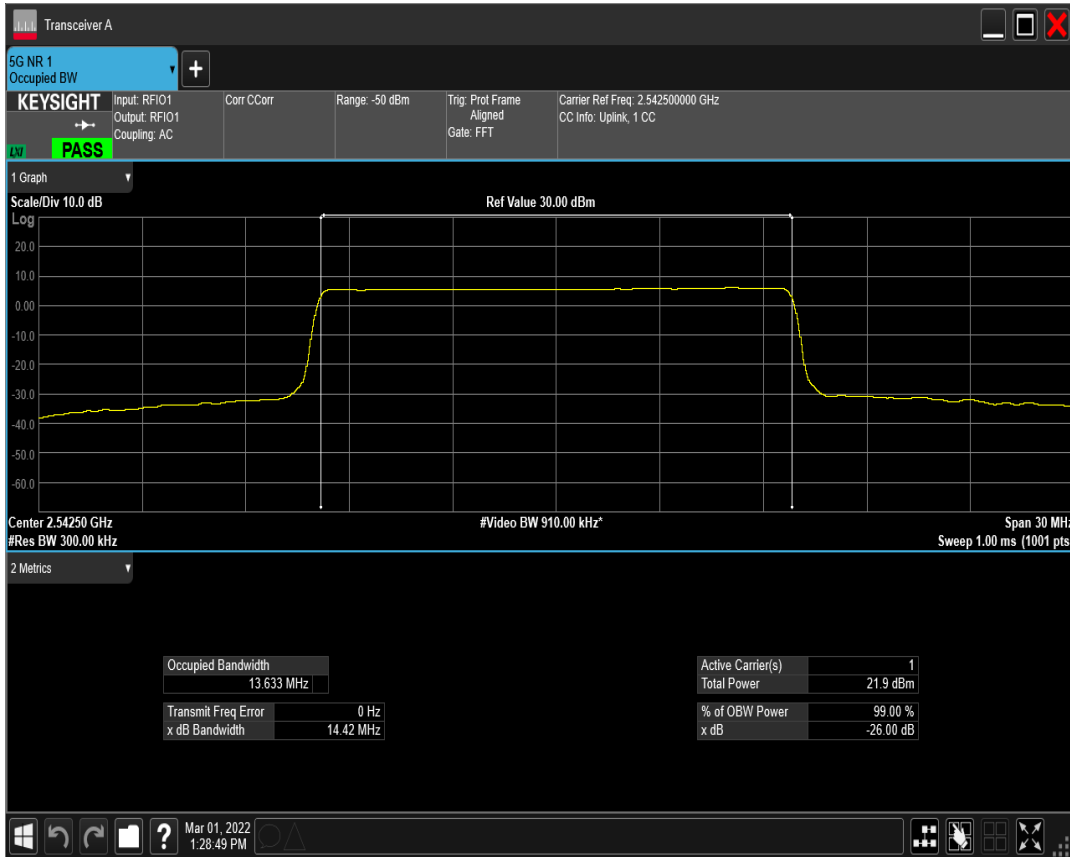 Transceiver A
5G NR 1
Occupied BW
+
KEYSIGHT
LXI
PASS
Input: RFIO1
Output: RFIO1
Coupling: AC
Corr CCorr
Range: -50 dBm
Trig: Prot Frame
Aligned
Gate: FFT
Carrier Ref Freq: 2.542500000 GHz
CC Info: Uplink, 1 CC
1 Graph
Scale/Div 10.0 dB
Ref Value 30.00 dBm
Log
20.0
10.0
0.00
-10.0
-20.0
-30.0
-40.0
-50.0
-60.0
Center 2.54250 GHz
#Video BW 910.00 kHz*
Span 30 MHz
#Res BW 300.00 kHz
Sweep 1.00 ms (1001 pts
2 Metrics
Occupied Bandwidth
13.633 MHz
Transmit Freq Error 0 Hz
x dB Bandwidth 14.42 MHz
Active Carrier(s) 1
Total Power 21.9 dBm
% of OBW Power 99.00 %
x dB -26.00 dB
?
Mar 01, 2022
1:28:49 PM